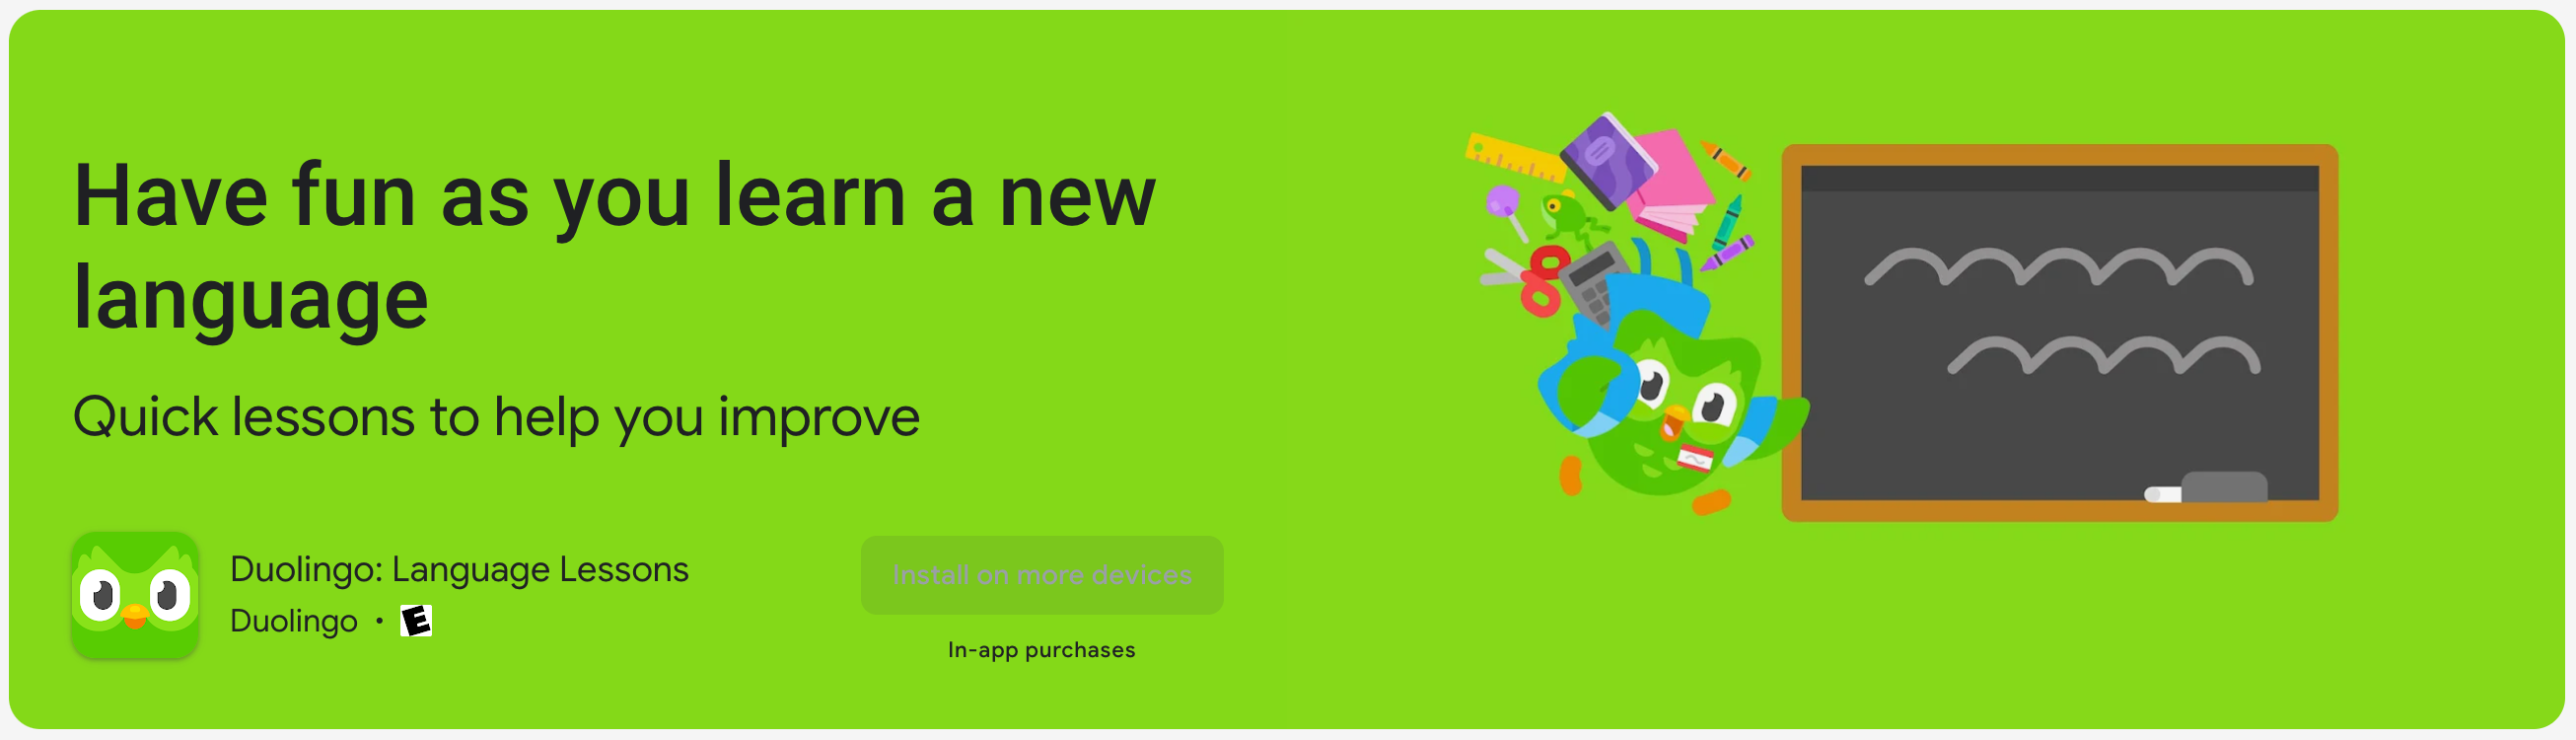 Have fun as you learn a new
language
Quick lessons to help you improve
Duolingo: Language Lessons
Duolingo • E
Install on more devices
In-app purchases